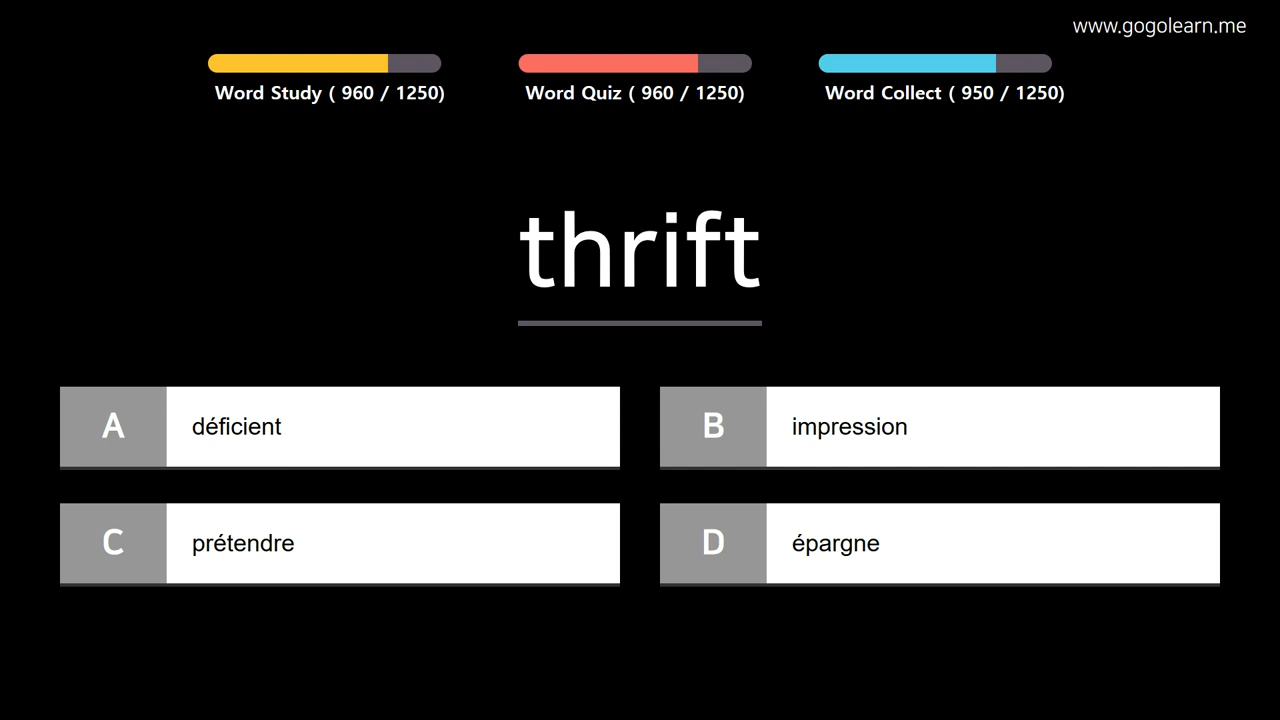 www.gogolearn.me
Word Study ( 960 / 1250)
Word Quiz ( 960 / 1250)
Word Collect ( 950 / 1250)
thrift
A
déficient
B
impression
C
prétendre
D
épargne